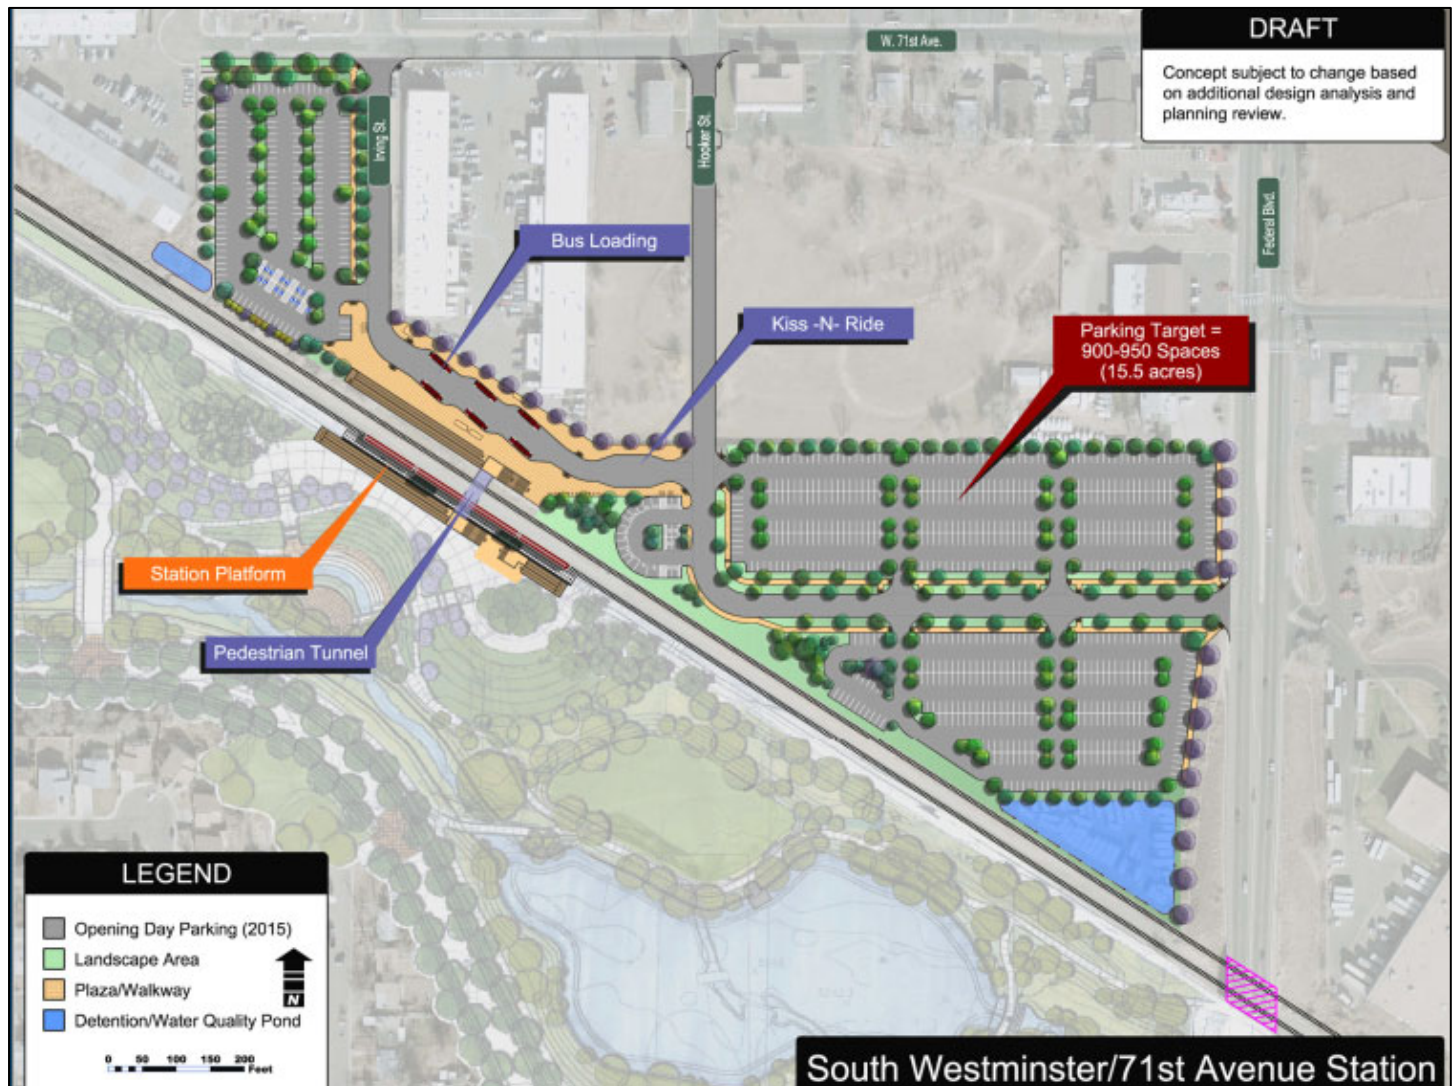 DRAFT
Concept subject to change based
on additional design analysis and
planning review.
W. 71st Ave.
Irving St.
Hooker St.
Federal Blvd.
Bus Loading
Kiss -N- Ride
Parking Target =
900-950 Spaces
(15.5 acres)
Station Platform
Pedestrian Tunnel
LEGEND
Opening Day Parking (2015)
Landscape Area
Plaza/Walkway
Detention/Water Quality Pond
N
0 50 100 150 200
Feet
South Westminster/71st Avenue Station